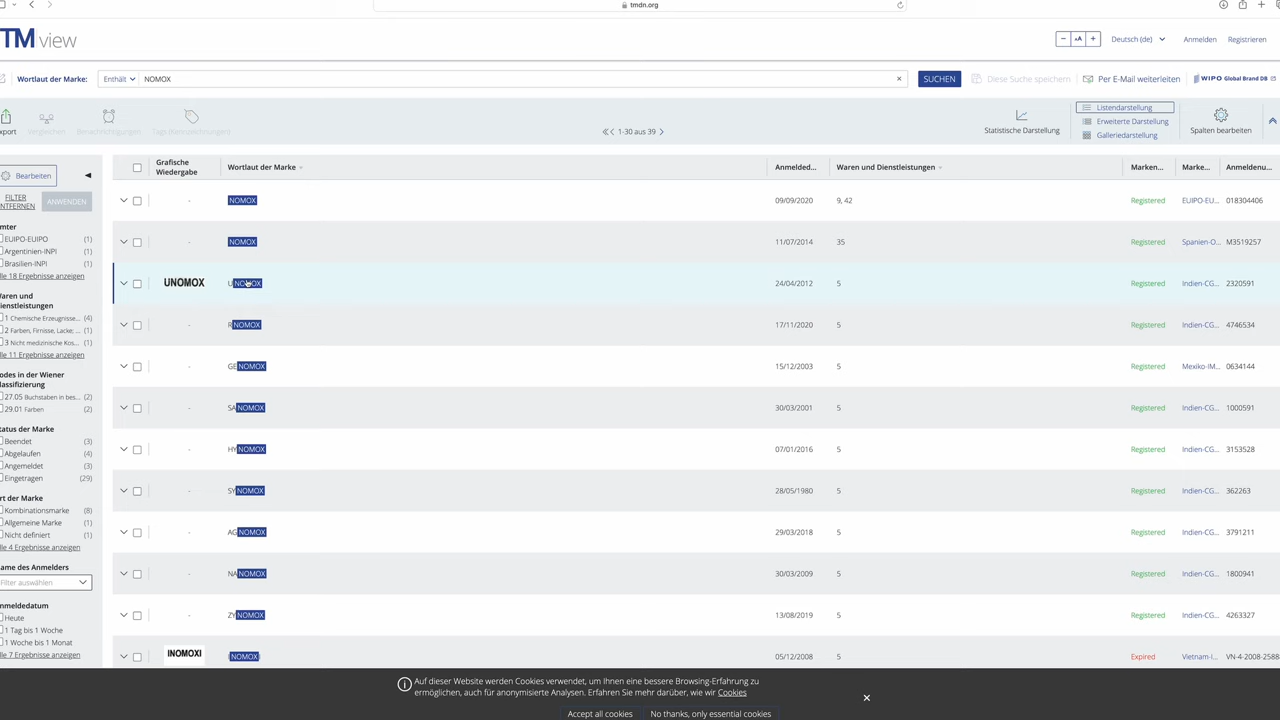 tmdn.org
TMview
Deutsch (de)
Anmelden
Registrieren
Wortlaut der Marke:
Enthält
NOMOX
SUCHEN
Diese Suche speichern
Per E-Mail weiterleiten
WIPO Global Brand DB
xport
Vergleichen
Benachrichtigungen
Tags (Kennzeichnungen)
1-30 aus 39
Statistische Darstellung
Listendarstellung
Erweiterte Darstellung
Galleriedarstellung
Spalten bearbeiten
Bearbeiten
FILTER
ENTFERNEN
ANWENDEN
mter
EUIPO-EUIPO (1)
Argentinien-INPI (1)
Brasilien-INPI (1)
lle 18 Ergebnisse anzeigen
Waren und
ienstleistungen
1 Chemische Erzeugnisse... (4)
2 Farben, Firnisse, Lacke; ... (1)
3 Nicht medizinische Kos... (1)
lle 11 Ergebnisse anzeigen
odes in der Wiener
lassifizierung
27.05 Buchstaben in bes... (2)
29.01 Farben (2)
tatus der Marke
Beendet (3)
Abgelaufen (4)
Angemeldet (3)
Eingetragen (29)
rt der Marke
Kombinationsmarke (8)
Allgemeine Marke (1)
Nicht definiert (1)
lle 4 Ergebnisse anzeigen
ame des Anmelders
Filter auswählen
nmeldedatum
Heute
1 Tag bis 1 Woche
1 Woche bis 1 Monat
lle 7 Ergebnisse anzeigen
Grafische
Wiedergabe
Wortlaut der Marke
Anmelded...
Waren und Dienstleistungen
Marken...
Marke...
Anmeldenu...
- NOMOX 09/09/2020 9, 42 Registered EUIPO-EU... 018304406
- NOMOX 11/07/2014 35 Registered Spanien-O... M3519257
UNOMOX UNOMOX 24/04/2012 5 Registered Indien-CG... 2320591
- RNOMOX 17/11/2020 5 Registered Indien-CG... 4746534
- GENOMOX 15/12/2003 5 Registered Mexiko-IM... 0634144
- SANOMOX 30/03/2001 5 Registered Indien-CG... 1000591
- HYNOMOX 07/01/2016 5 Registered Indien-CG... 3153528
- SYNOMOX 28/05/1980 5 Registered Indien-CG... 362263
- AGNOMOX 29/03/2018 5 Registered Indien-CG... 3791211
- NANOMOX 30/03/2009 5 Registered Indien-CG... 1800941
- ZYNOMOX 13/08/2019 5 Registered Indien-CG... 4263327
INOMOXI INOMOXI 05/12/2008 5 Expired Vietnam-I... VN-4-2008-2588
Auf dieser Website werden Cookies verwendet, um Ihnen eine bessere Browsing-Erfahrung zu
ermöglichen, auch für anonymisierte Analysen. Erfahren Sie mehr darüber, wie wir Cookies
Accept all cookies
No thanks, only essential cookies